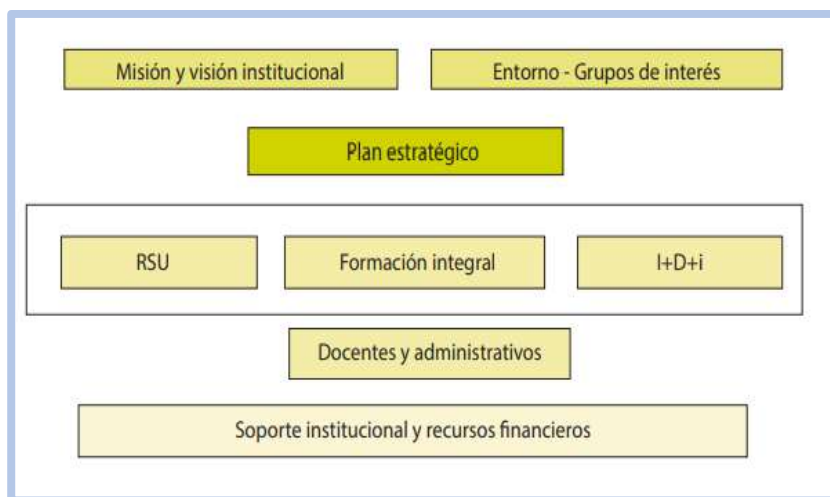 Misión y visión institucional
Entorno - Grupos de interés
Plan estratégico
RSU
Formación integral
I+D+i
Docentes y administrativos
Soporte institucional y recursos financieros